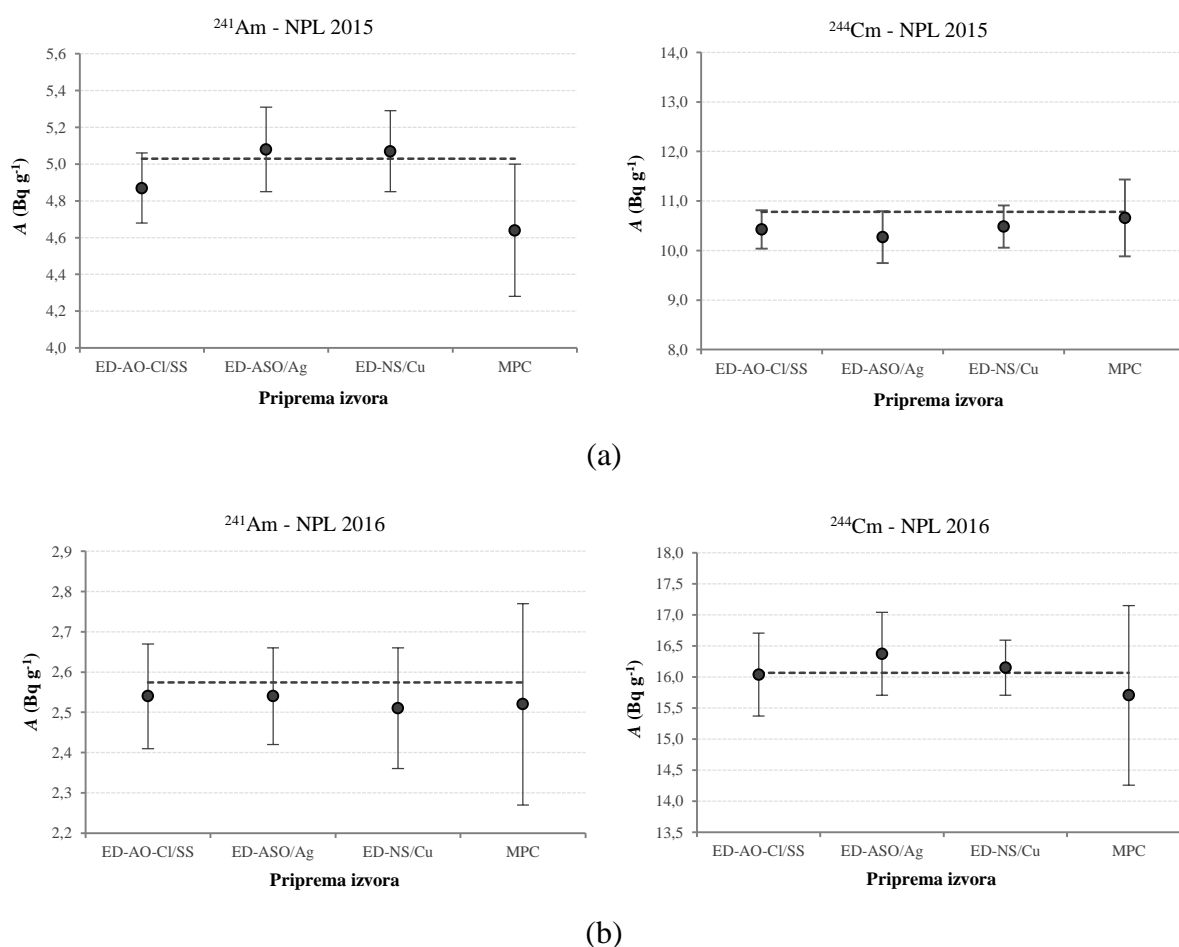 ²⁴¹Am - NPL 2015
5,6
5,4
5,2
5,0
4,8
4,6
4,4
4,2
4,0
A (Bq g⁻¹)
ED-AO-Cl/SS ED-ASO/Ag ED-NS/Cu MPC
Priprema izvora
²⁴⁴Cm - NPL 2015
14,0
13,0
12,0
11,0
10,0
9,0
8,0
A (Bq g⁻¹)
ED-AO-Cl/SS ED-ASO/Ag ED-NS/Cu MPC
Priprema izvora
(a)
²⁴¹Am - NPL 2016
2,9
2,8
2,7
2,6
2,5
2,4
2,3
2,2
A (Bq g⁻¹)
ED-AO-Cl/SS ED-ASO/Ag ED-NS/Cu MPC
Priprema izvora
²⁴⁴Cm - NPL 2016
18,0
17,5
17,0
16,5
16,0
15,5
15,0
14,5
14,0
13,5
A (Bq g⁻¹)
ED-AO-Cl/SS ED-ASO/Ag ED-NS/Cu MPC
Priprema izvora
(b)